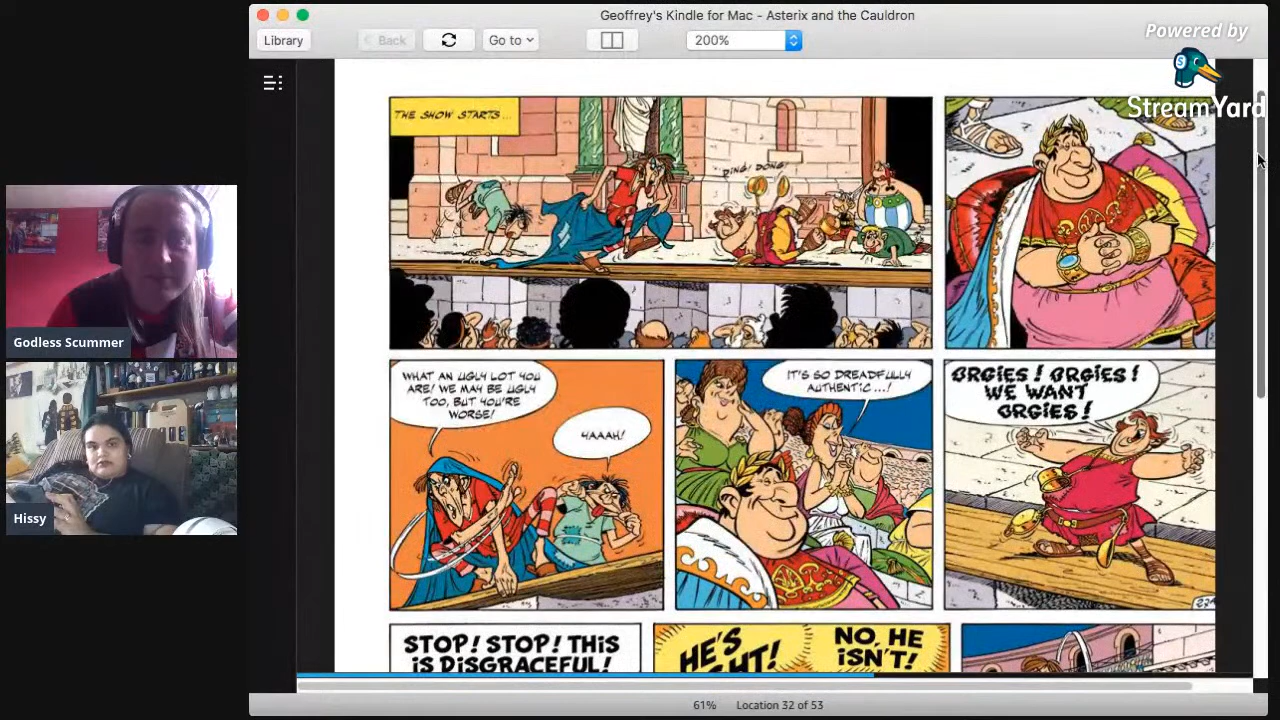 Geoffrey's Kindle for Mac - Asterix and the Cauldron
Library
Back
Go to
200%
Powered by
StreamYard
S
THE SHOW STARTS...
DING! DONG!
WHAT AN UGLY LOT YOU
ARE! WE MAY BE UGLY
TOO, BUT YOU'RE
WORSE!
YAAAH!
IT'S SO DREADFULLY
AUTHENTIC...!
ORGIES! ORGIES!
WE WANT
ORGIES!
STOP! STOP! THIS
IS DISGRACEFUL!
HE'S
NO, HE
ISN'T!
Godless Scummer
Hissy
61%
Location 32 of 53